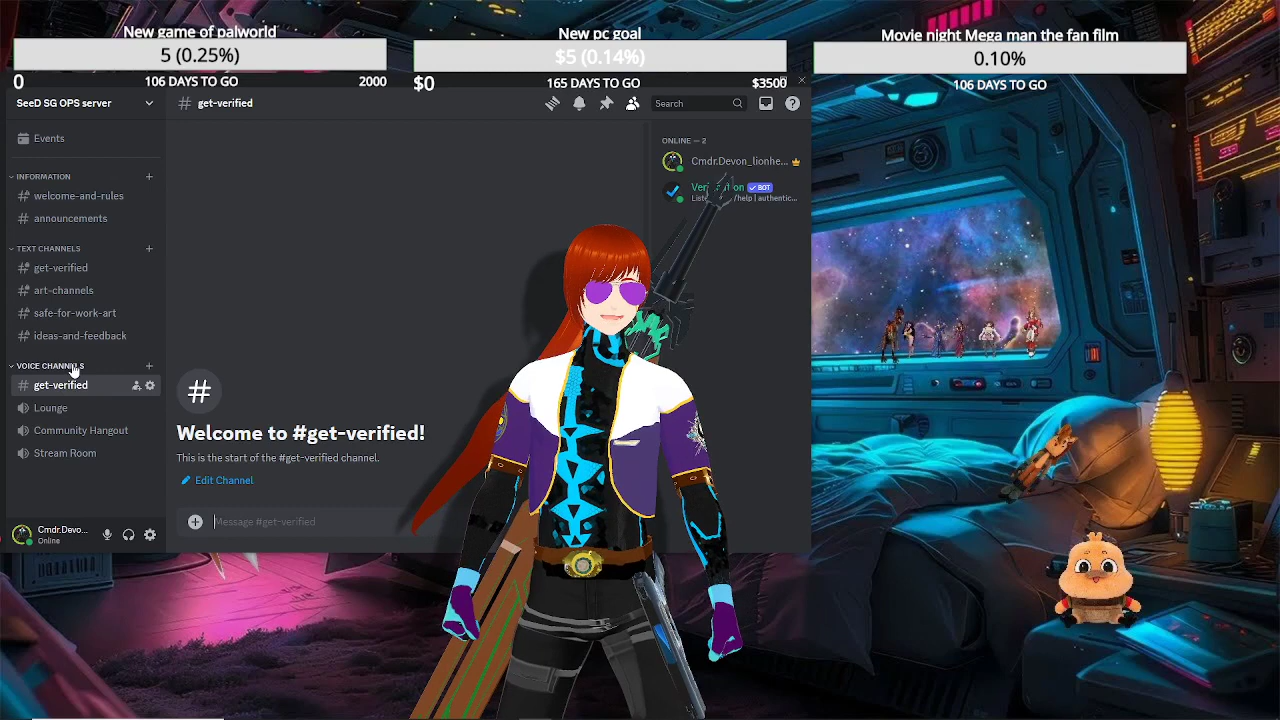 New game of palworld
5 (0.25%)
0 106 DAYS TO GO 2000
New pc goal
$5 (0.14%)
$0 165 DAYS TO GO $3500
Movie night Mega man the fan film
0.10%
106 DAYS TO GO
SeeD SG OPS server
Events
INFORMATION
# welcome-and-rules
# announcements
TEXT CHANNELS
# get-verified
# art-channels
# safe-for-work-art
# ideas-and-feedback
VOICE CHANNELS
# get-verified
Lounge
Community Hangout
Stream Room
Cmdr.Devo...
Online
# get-verified
Search
#
Welcome to #get-verified!
This is the start of the #get-verified channel.
Edit Channel
Message #get-verified
ONLINE — 2
Cmdr.Devon_lionhe...
BOT
/help | authentic...